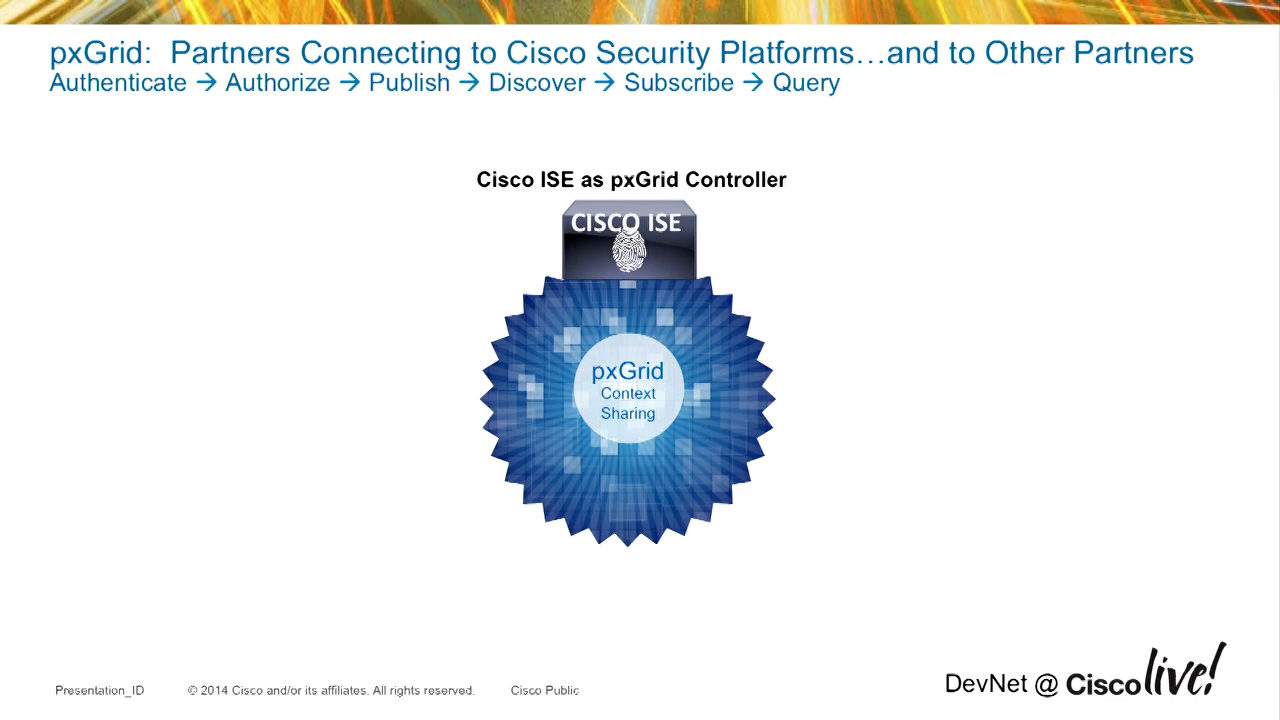 pxGrid:  Partners Connecting to Cisco Security Platforms…and to Other Partners
Authenticate → Authorize → Publish → Discover → Subscribe → Query
Cisco ISE as pxGrid Controller
CISCO ISE
pxGrid
Context
Sharing
Presentation_ID
© 2014 Cisco and/or its affiliates. All rights reserved.
Cisco Public
DevNet @ Cisco live!